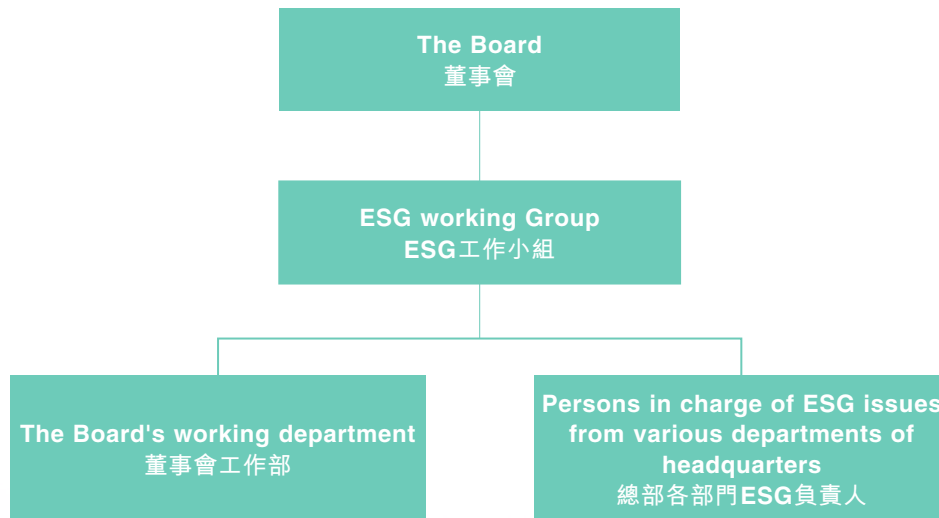 The Board
董事會
ESG working Group
ESG工作小組
The Board's working department
董事會工作部
Persons in charge of ESG issues
from various departments of
headquarters
總部各部門ESG負責人